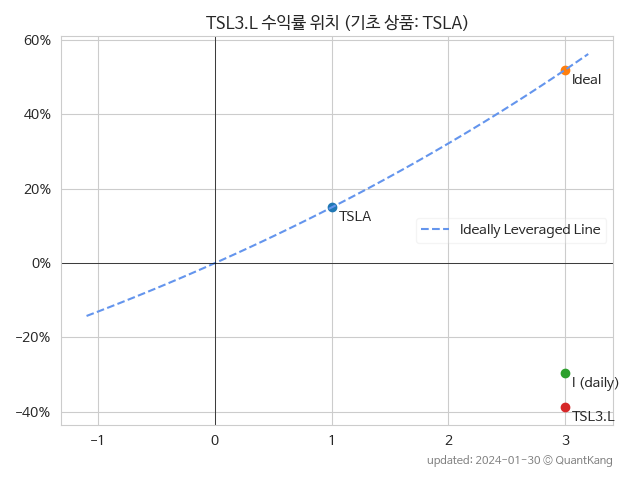 TSL3.L 수익률 위치 (기초 상품: TSLA)
60%
40%
20%
0%
−20%
−40%
Ideal
TSLA
Ideally Leveraged Line
I (daily)
TSL3.L
−1
0
1
2
3
updated: 2024-01-30 © QuantKang